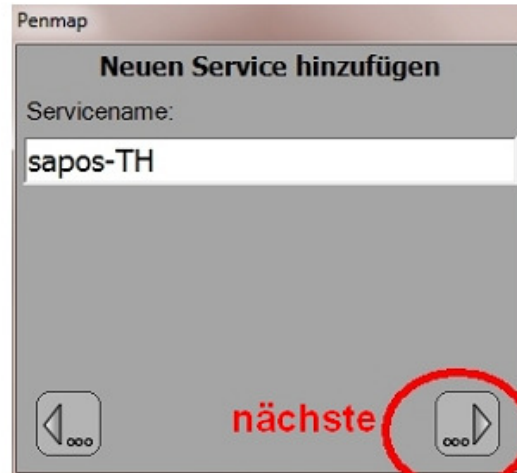 Penmap
Neuen Service hinzufügen
Servicename:
sapos-TH
nächste